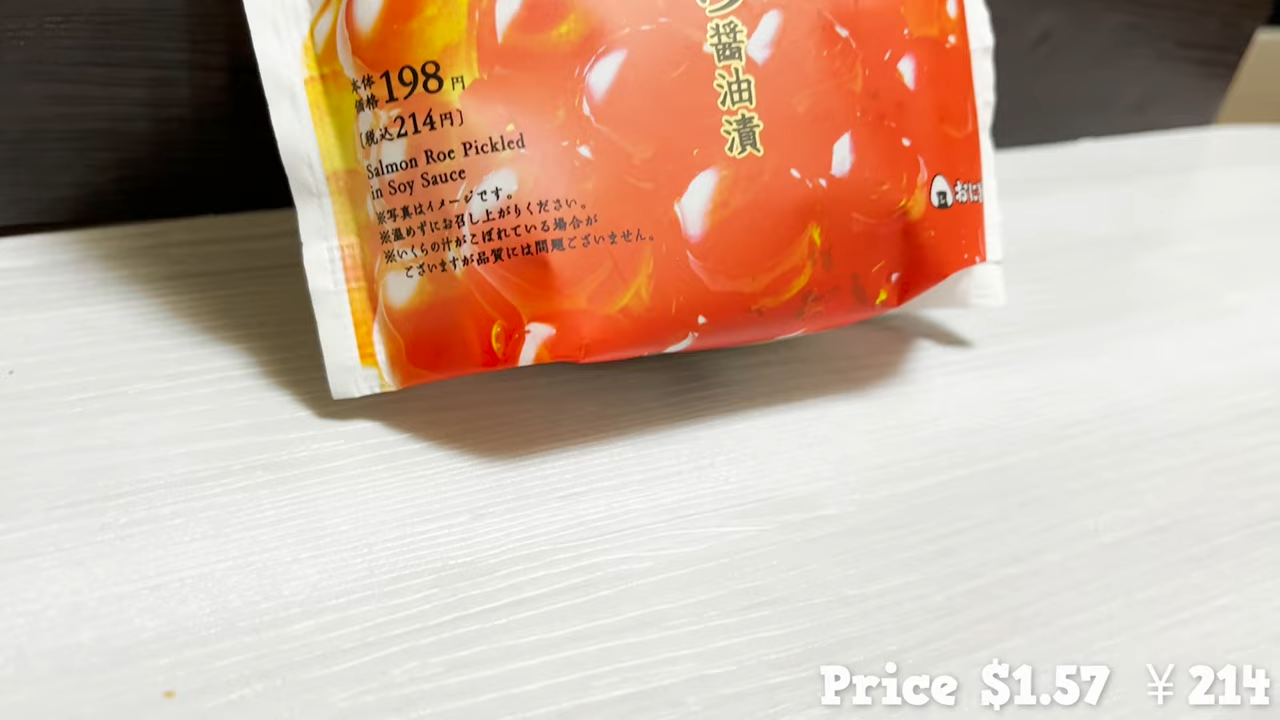 本体価格198円
[税込214円]
Salmon Roe Pickled
in Soy Sauce
※写真はイメージです。
※温めずにお召し上がりください。
※いくらの汁がこぼれている場合が
ございますが品質には問題ございません。
醤油漬
おに
Price $1.57 ¥214